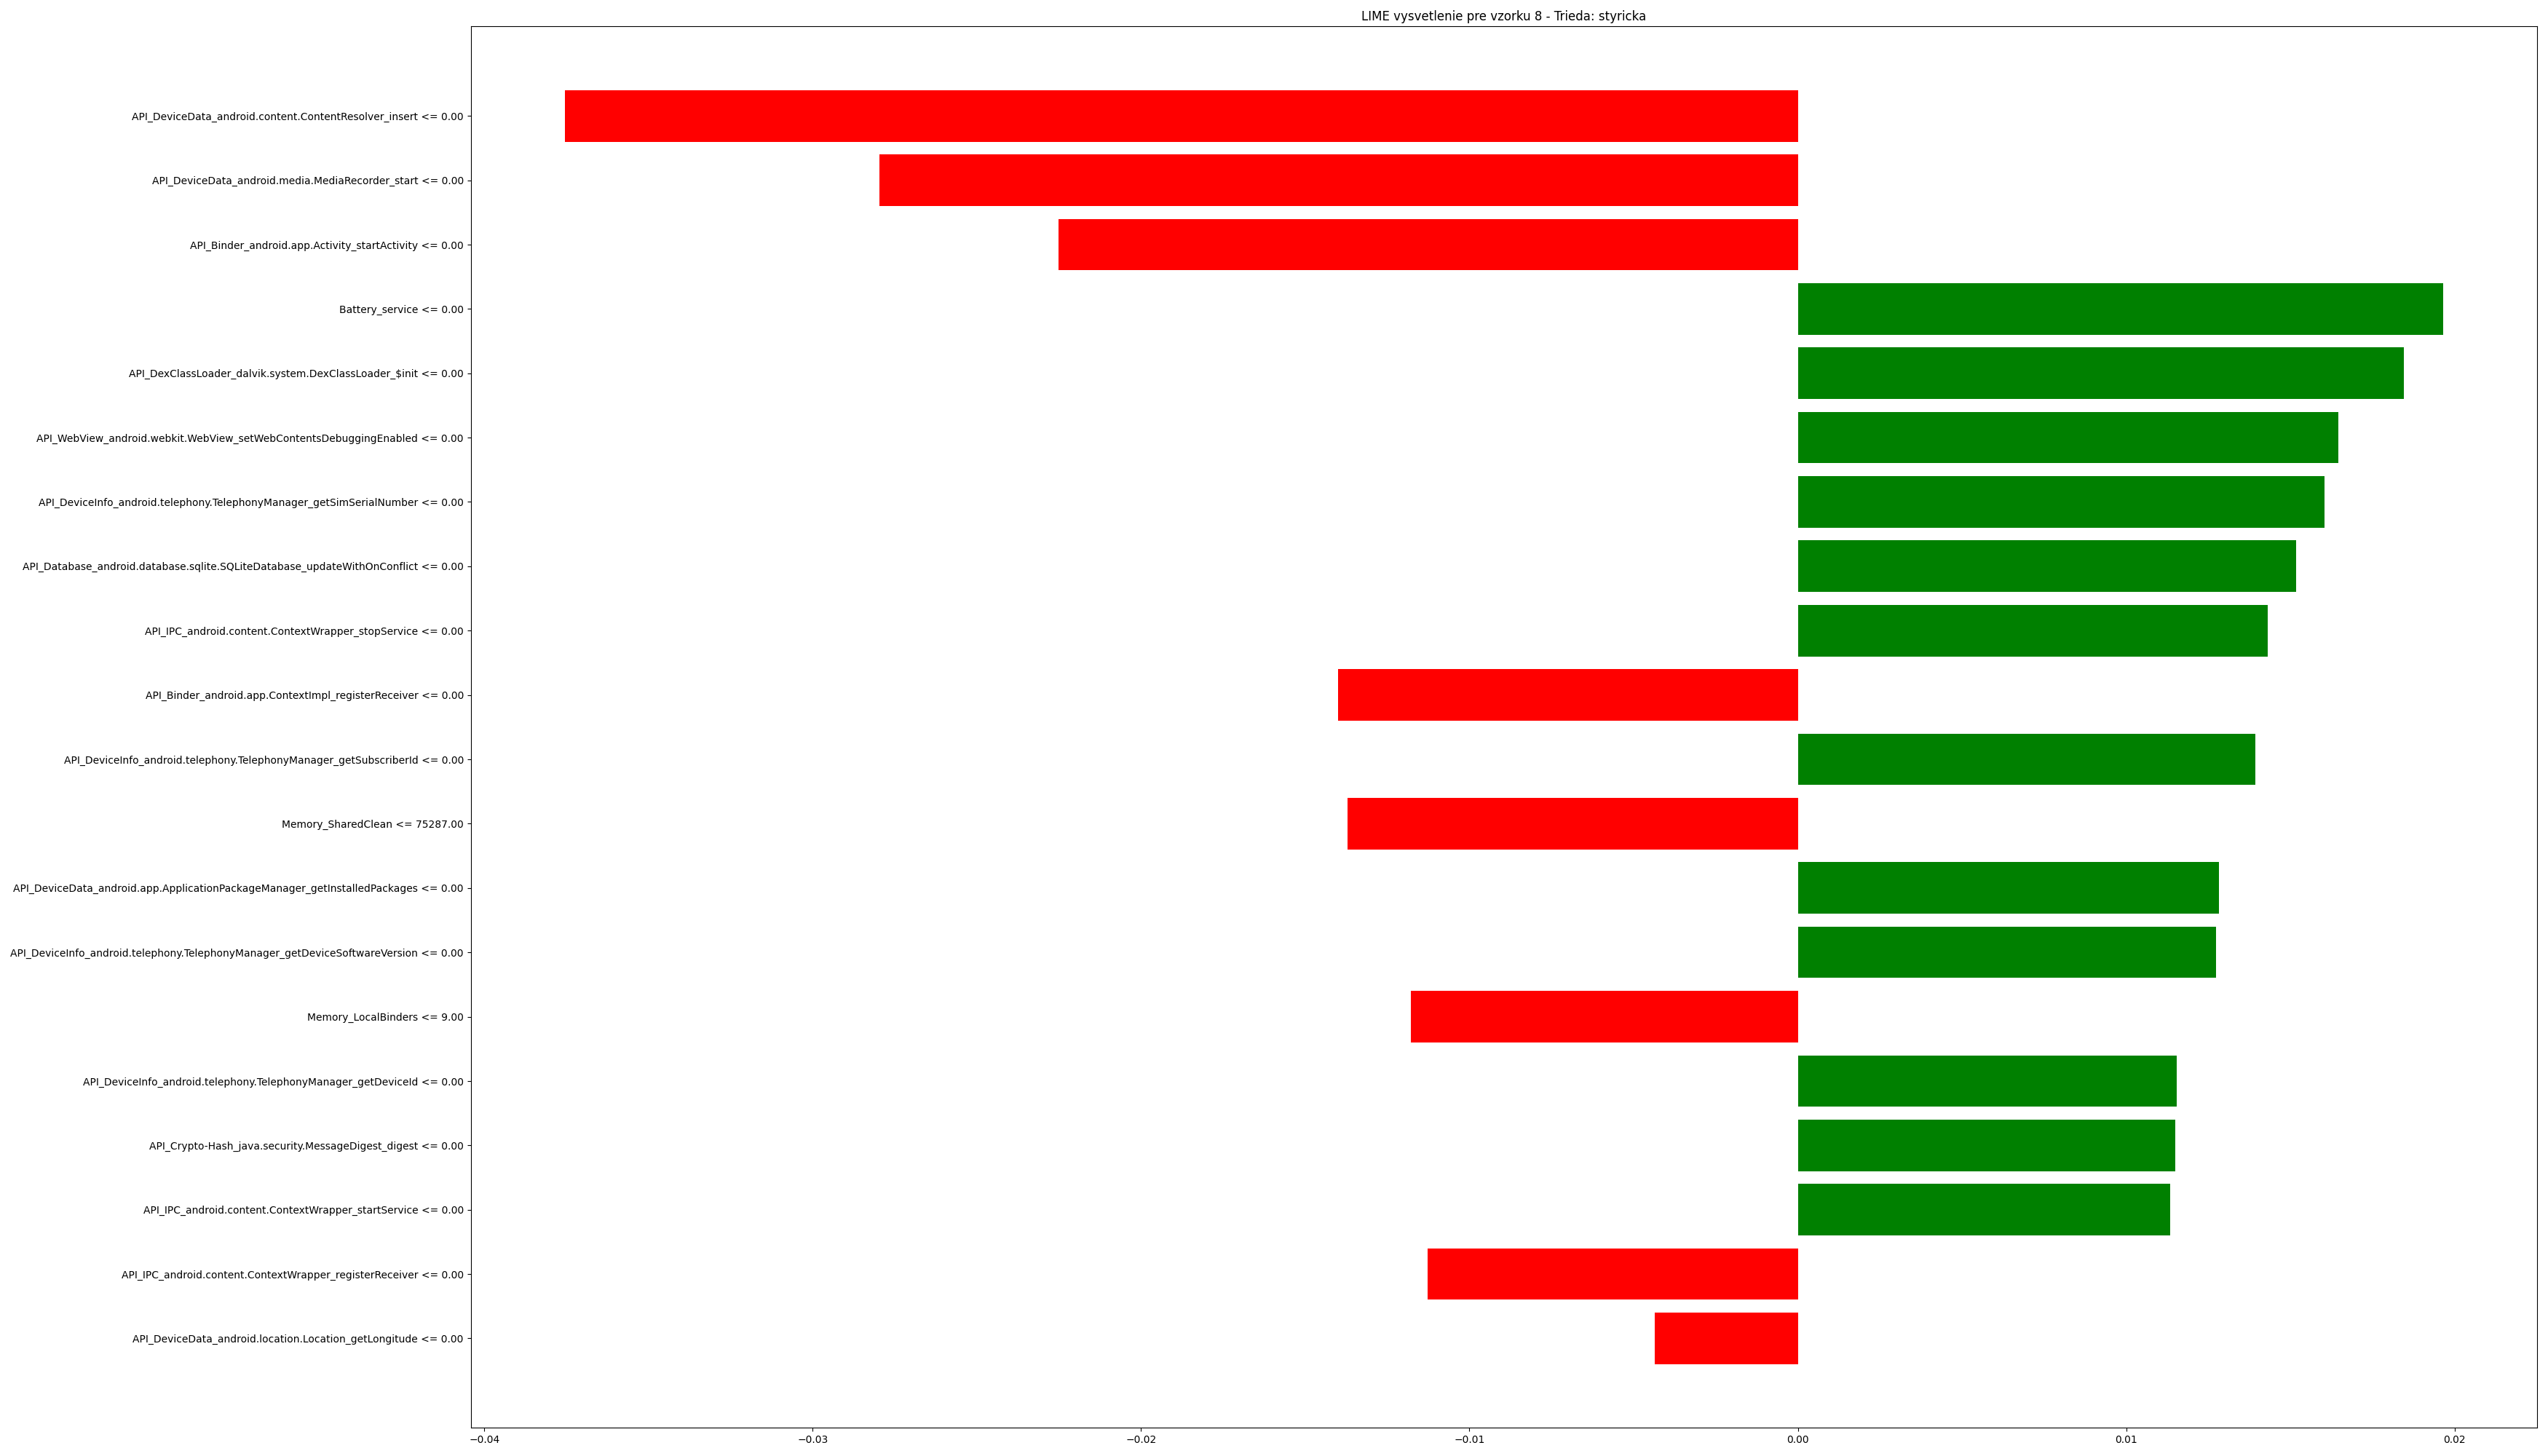 LIME vysvetlenie pre vzorku 8 - Trieda: styricka
API_DeviceData_android.content.ContentResolver_insert <= 0.00
API_DeviceData_android.media.MediaRecorder_start <= 0.00
API_Binder_android.app.Activity_startActivity <= 0.00
Battery_service <= 0.00
API_DexClassLoader_dalvik.system.DexClassLoader_$init <= 0.00
API_WebView_android.webkit.WebView_setWebContentsDebuggingEnabled <= 0.00
API_DeviceInfo_android.telephony.TelephonyManager_getSimSerialNumber <= 0.00
API_Database_android.database.sqlite.SQLiteDatabase_updateWithOnConflict <= 0.00
API_IPC_android.content.ContextWrapper_stopService <= 0.00
API_Binder_android.app.ContextImpl_registerReceiver <= 0.00
API_DeviceInfo_android.telephony.TelephonyManager_getSubscriberId <= 0.00
Memory_SharedClean <= 75287.00
API_DeviceData_android.app.ApplicationPackageManager_getInstalledPackages <= 0.00
API_DeviceInfo_android.telephony.TelephonyManager_getDeviceSoftwareVersion <= 0.00
Memory_LocalBinders <= 9.00
API_DeviceInfo_android.telephony.TelephonyManager_getDeviceId <= 0.00
API_Crypto-Hash_java.security.MessageDigest_digest <= 0.00
API_IPC_android.content.ContextWrapper_startService <= 0.00
API_IPC_android.content.ContextWrapper_registerReceiver <= 0.00
API_DeviceData_android.location.Location_getLongitude <= 0.00
−0.04 −0.03 −0.02 −0.01 0.00 0.01 0.02